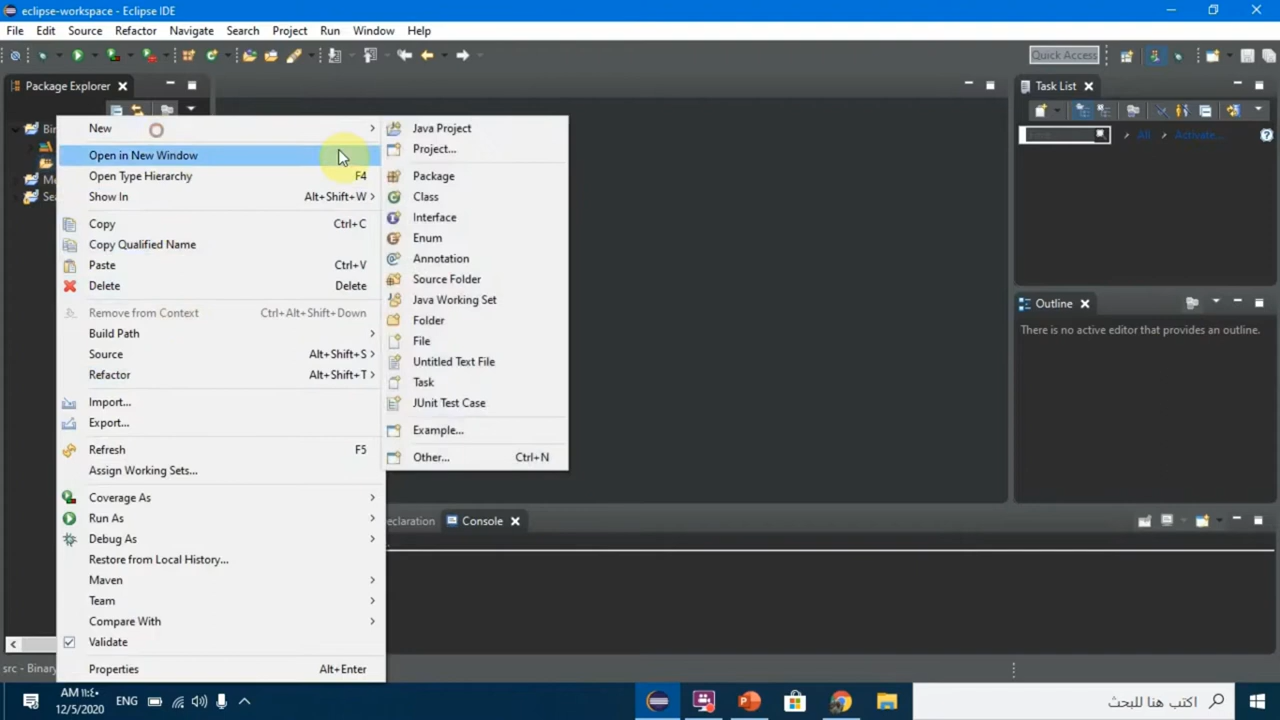 eclipse-workspace - Eclipse IDE
File Edit Source Refactor Navigate Search Project Run Window Help
Quick Access
Package Explorer
Task List
All
Activate...
New
Open in New Window
Open Type Hierarchy F4
Show In Alt+Shift+W
Copy Ctrl+C
Copy Qualified Name
Paste Ctrl+V
Delete Delete
Remove from Context Ctrl+Alt+Shift+Down
Build Path
Source Alt+Shift+S
Refactor Alt+Shift+T
Import...
Export...
Refresh F5
Assign Working Sets...
Coverage As
Run As
Debug As
Restore from Local History...
Maven
Team
Compare With
Validate
Properties Alt+Enter
Java Project
Project...
Package
Class
Interface
Enum
Annotation
Source Folder
Java Working Set
Folder
File
Untitled Text File
Task
JUnit Test Case
Example...
Other... Ctrl+N
Outline
There is no active editor that provides an outline.
Console
AM ١١:٤٠
12/5/2020
ENG
اكتب هنا للبحث